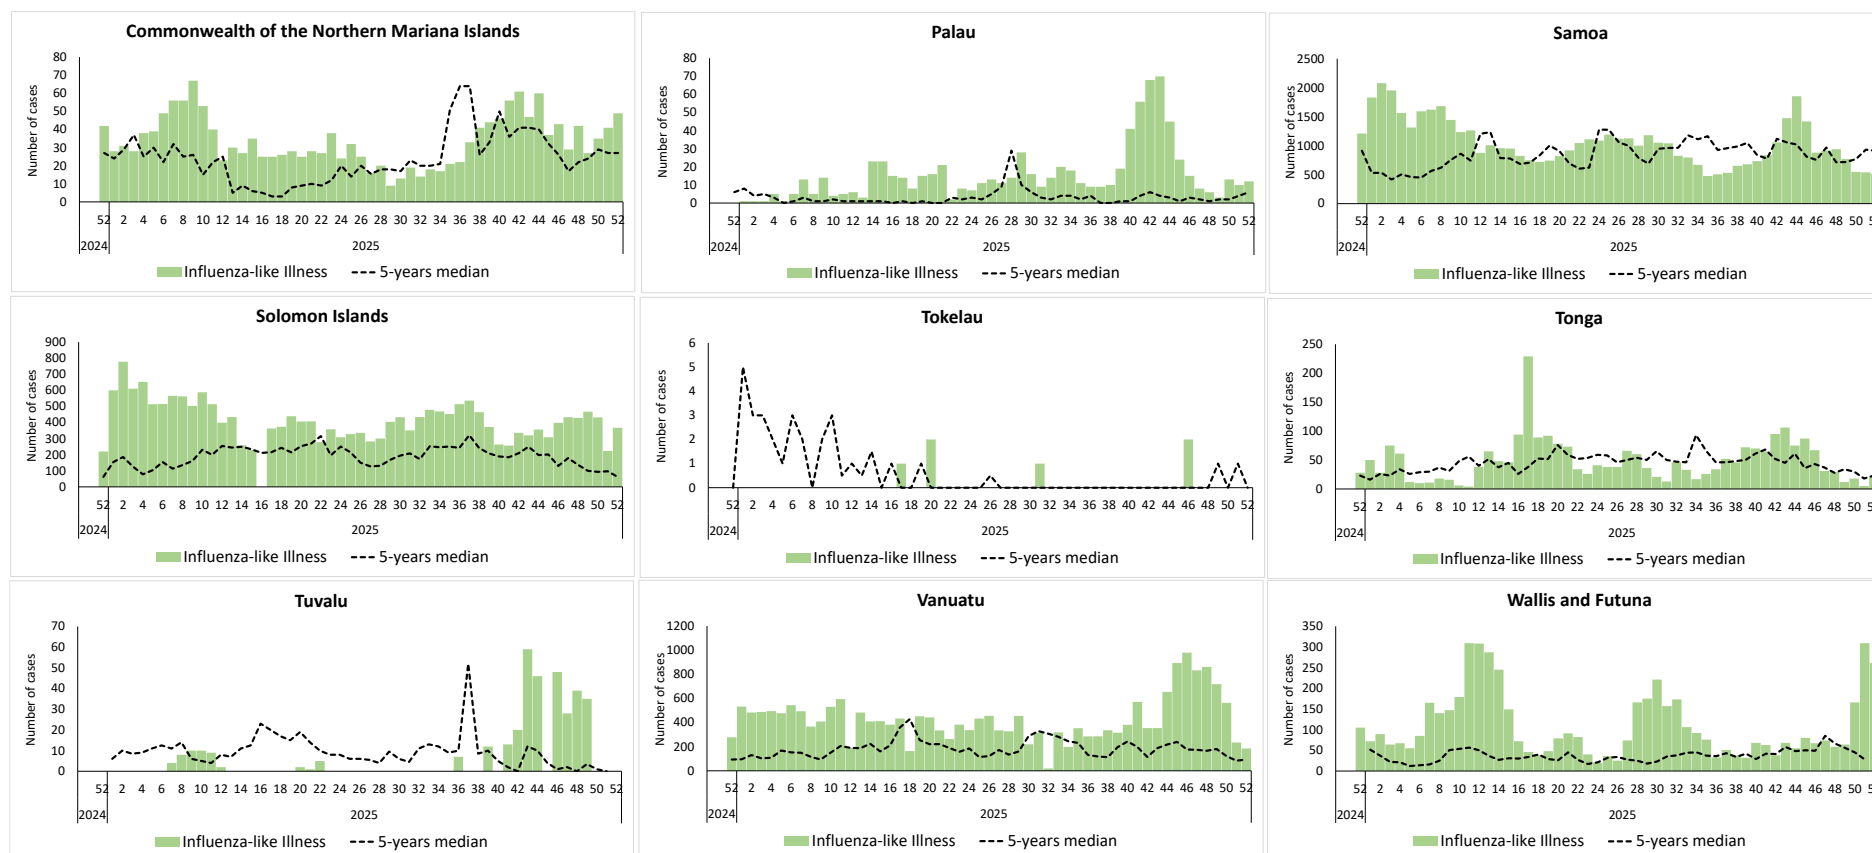 Commonwealth of the Northern Mariana Islands
Number of cases
80
70
60
50
40
30
20
10
0
52 2 4 6 8 10 12 14 16 18 20 22 24 26 28 30 32 34 36 38 40 42 44 46 48 50 52
2024 2025
Influenza-like Illness 5-years median
Palau
Number of cases
80
70
60
50
40
30
20
10
0
52 2 4 6 8 10 12 14 16 18 20 22 24 26 28 30 32 34 36 38 40 42 44 46 48 50 52
2024 2025
Influenza-like Illness 5-years median
Samoa
Number of cases
2500
2000
1500
1000
500
0
52 2 4 6 8 10 12 14 16 18 20 22 24 26 28 30 32 34 36 38 40 42 44 46 48 50 5
2024 2025
Influenza-like Illness 5-years median
Solomon Islands
Number of cases
900
800
700
600
500
400
300
200
100
0
52 2 4 6 8 10 12 14 16 18 20 22 24 26 28 30 32 34 36 38 40 42 44 46 48 50 52
2024 2025
Influenza-like Illness 5-years median
Tokelau
Number of cases
6
5
4
3
2
1
0
52 2 4 6 8 10 12 14 16 18 20 22 24 26 28 30 32 34 36 38 40 42 44 46 48 50 52
2024 2025
Influenza-like Illness 5-years median
Tonga
Number of cases
250
200
150
100
50
0
52 2 4 6 8 10 12 14 16 18 20 22 24 26 28 30 32 34 36 38 40 42 44 46 48 50 5
2024 2025
Influenza-like Illness 5-years median
Tuvalu
Number of cases
70
60
50
40
30
20
10
0
52 2 4 6 8 10 12 14 16 18 20 22 24 26 28 30 32 34 36 38 40 42 44 46 48 50 52
2024 2025
Influenza-like Illness 5-years median
Vanuatu
Number of cases
1200
1000
800
600
400
200
0
52 2 4 6 8 10 12 14 16 18 20 22 24 26 28 30 32 34 36 38 40 42 44 46 48 50 52
2024 2025
Influenza-like Illness 5-years median
Wallis and Futuna
Number of cases
350
300
250
200
150
100
50
0
52 2 4 6 8 10 12 14 16 18 20 22 24 26 28 30 32 34 36 38 40 42 44 46 48 50 5
2024 2025
Influenza-like Illness 5-years median